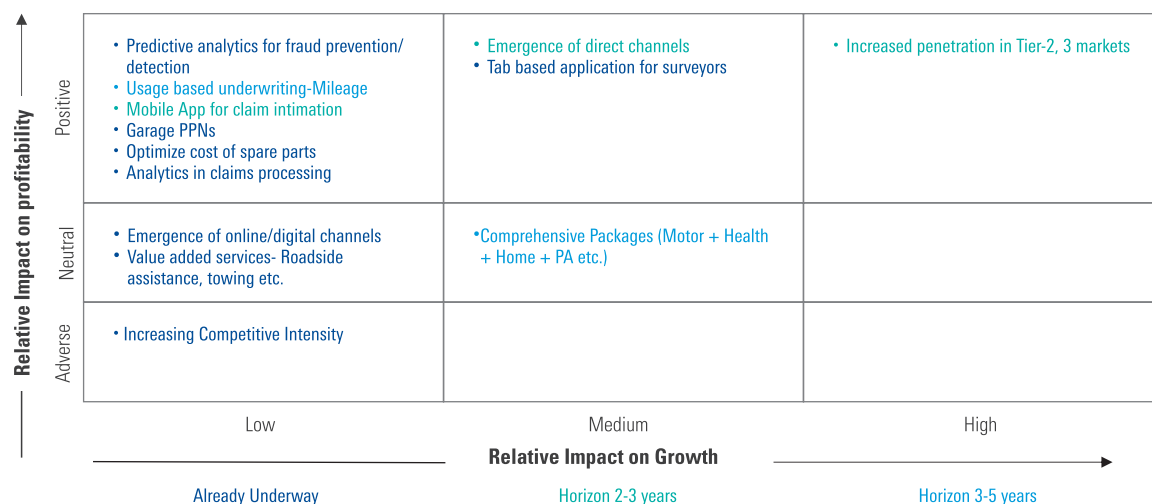 Relative Impact on profitability
Positive
• Predictive analytics for fraud prevention/
detection
• Usage based underwriting-Mileage
• Mobile App for claim intimation
• Garage PPNs
• Optimize cost of spare parts
• Analytics in claims processing
• Emergence of direct channels
• Tab based application for surveyors
• Increased penetration in Tier-2, 3 markets
Neutral
• Emergence of online/digital channels
• Value added services- Roadside
assistance, towing etc.
•Comprehensive Packages (Motor + Health
+ Home + PA etc.)
Adverse
• Increasing Competitive Intensity
Low
Medium
High
Relative Impact on Growth
Already Underway
Horizon 2-3 years
Horizon 3-5 years